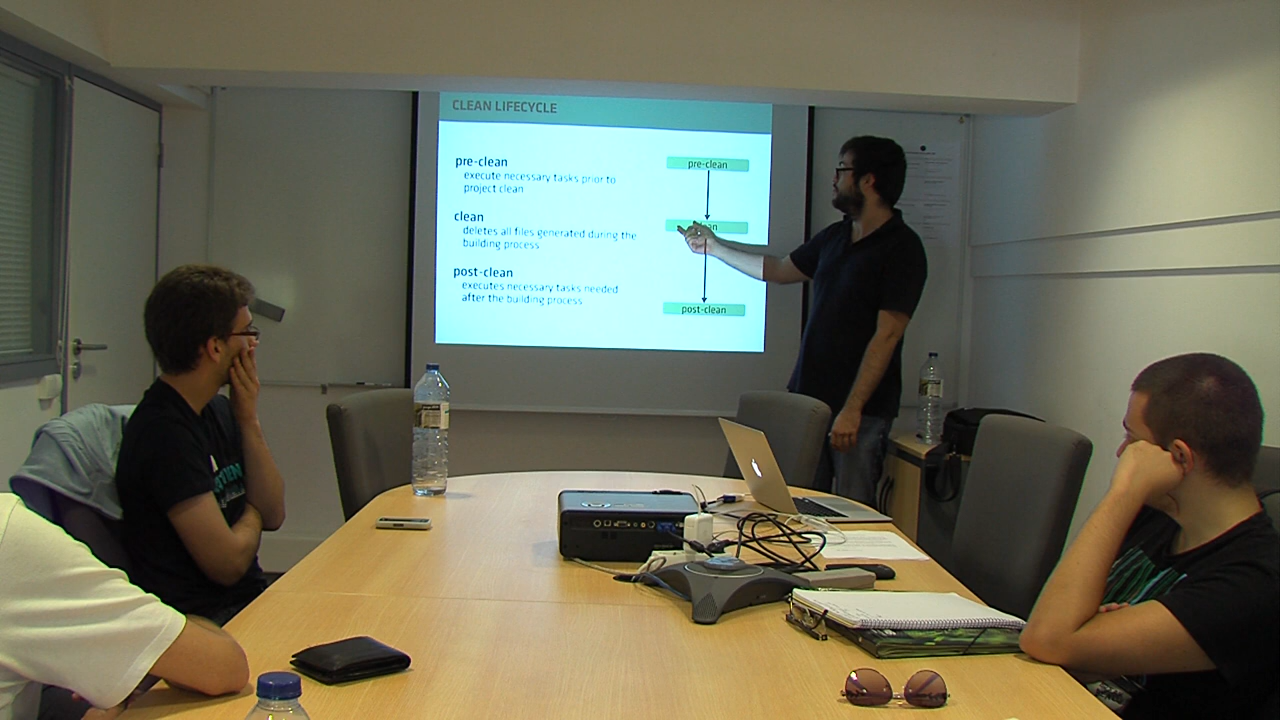 CLEAN LIFECYCLE
pre-clean
execute necessary tasks prior to
project clean
clean
deletes all files generated during the
building process
post-clean
executes necessary tasks needed
after the building process
pre-clean
clean
post-clean